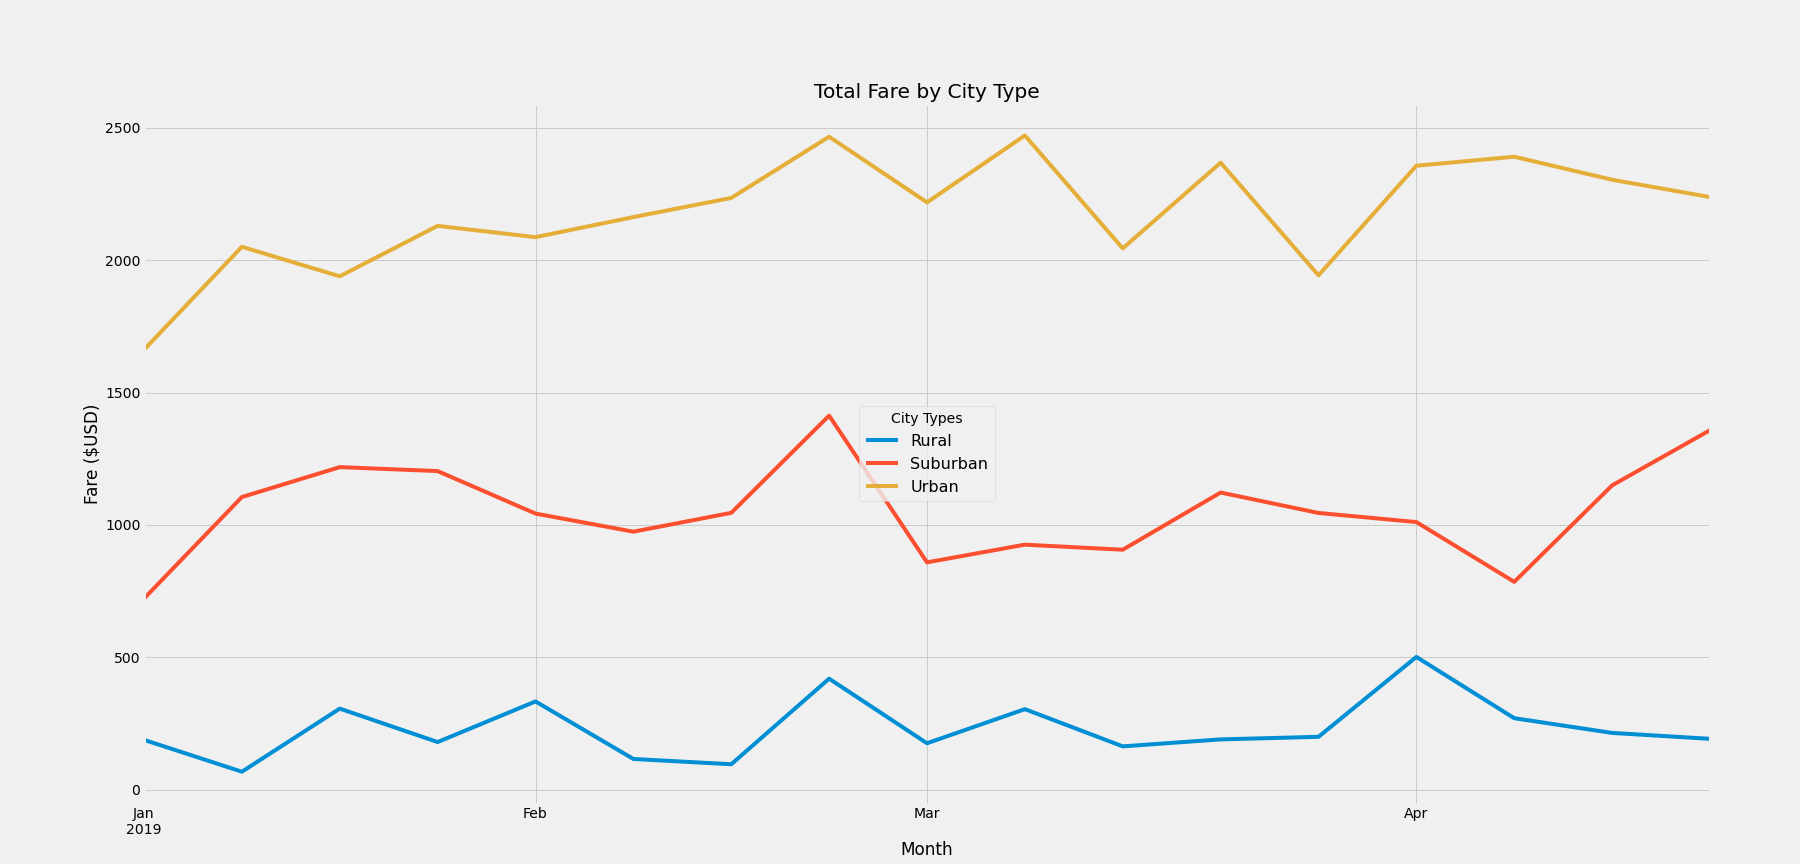 Total Fare by City Type
2500
2000
1500
1000
500
0
Fare ($USD)
City Types
Rural
Suburban
Urban
Jan
2019
Feb
Mar
Apr
Month